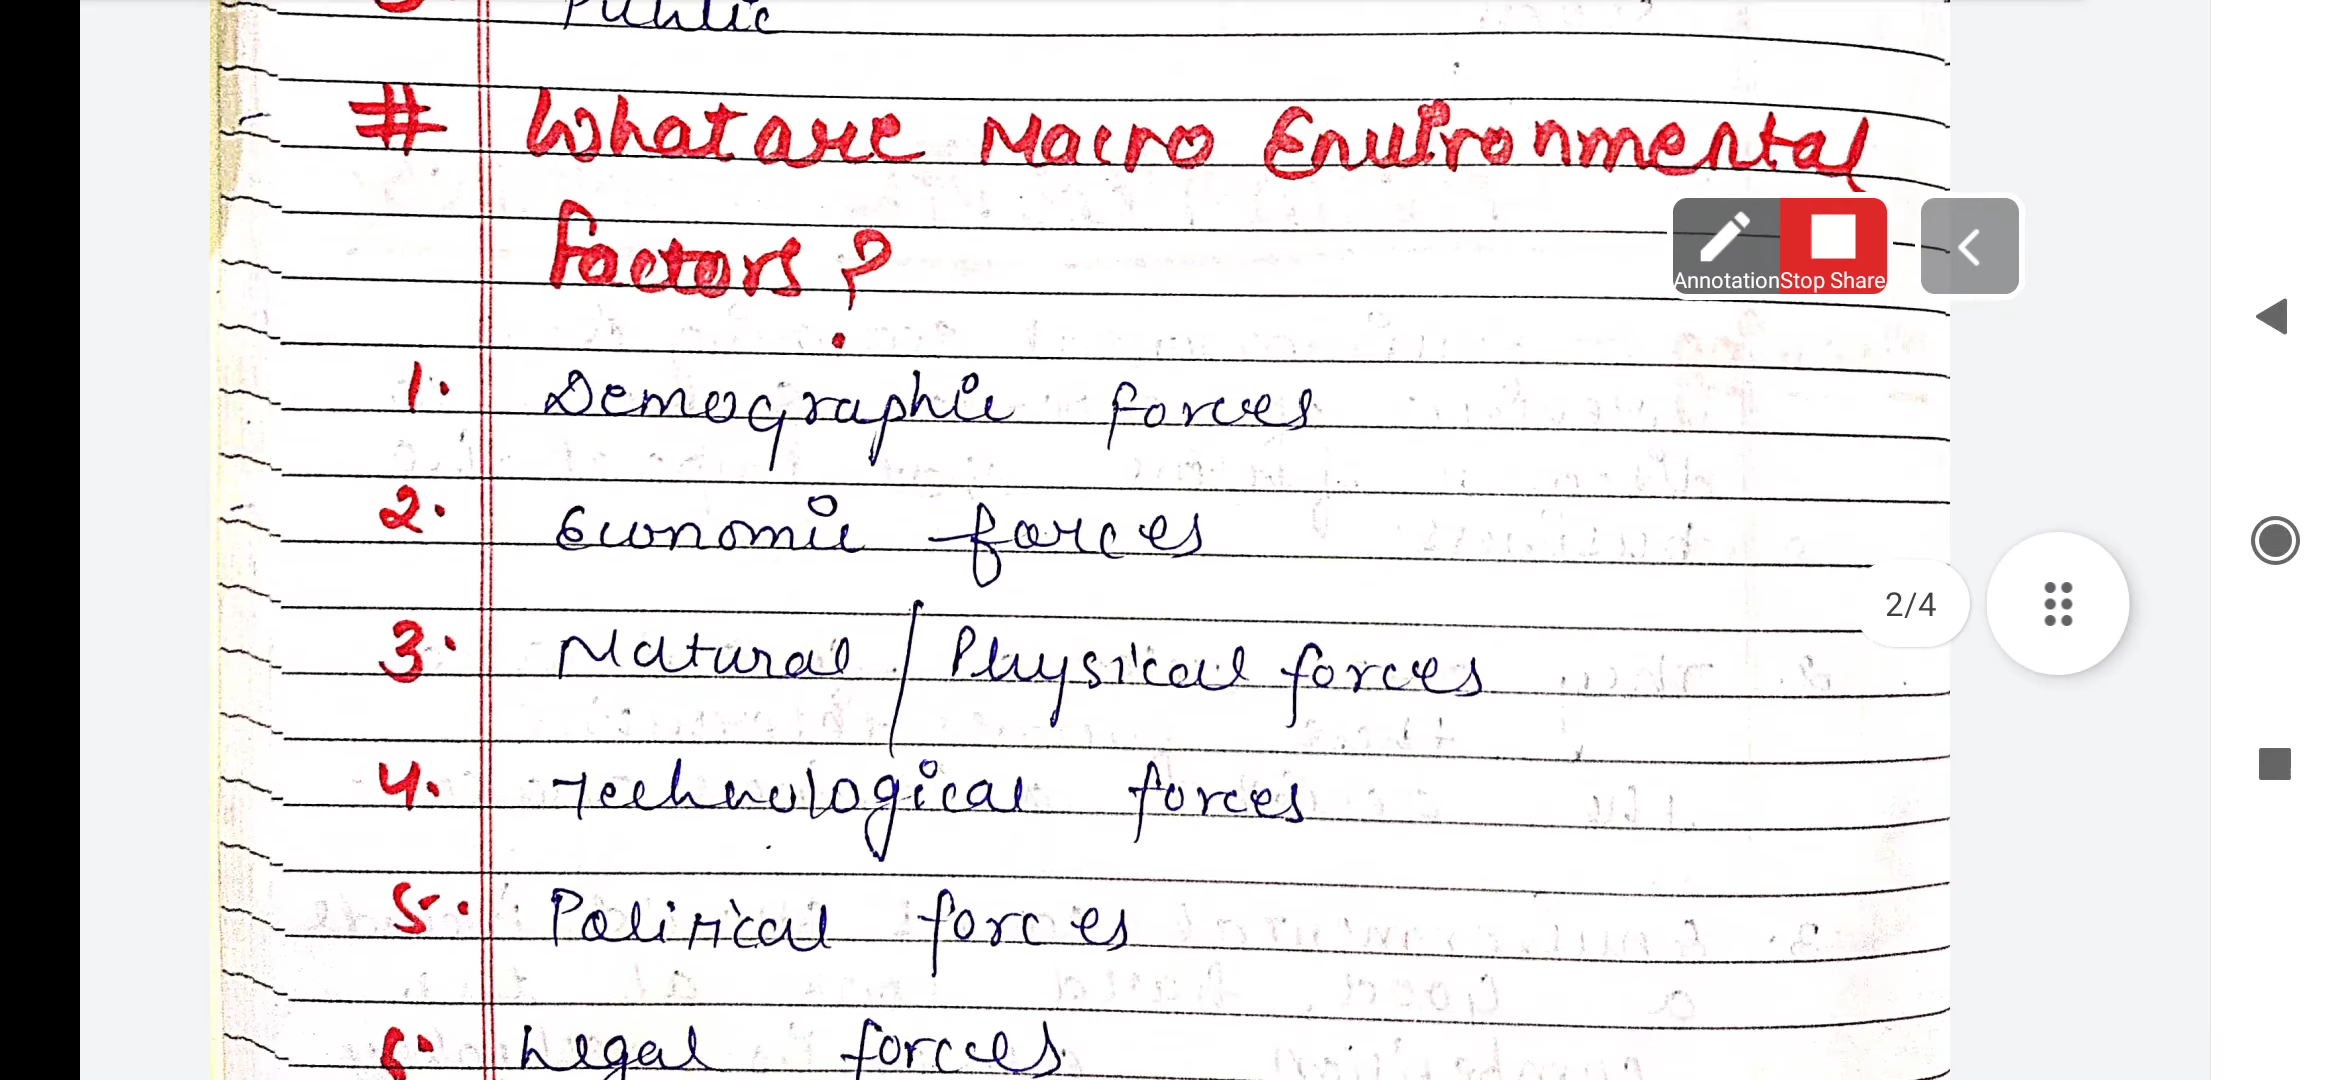 Public
# What are Macro Environmental
Factors ?
1. Demographic forces
2. Economic forces
3. Natural / Physical forces
4. Technological forces
5. Political forces
6. Legal forces
Annotation Stop Share
2/4